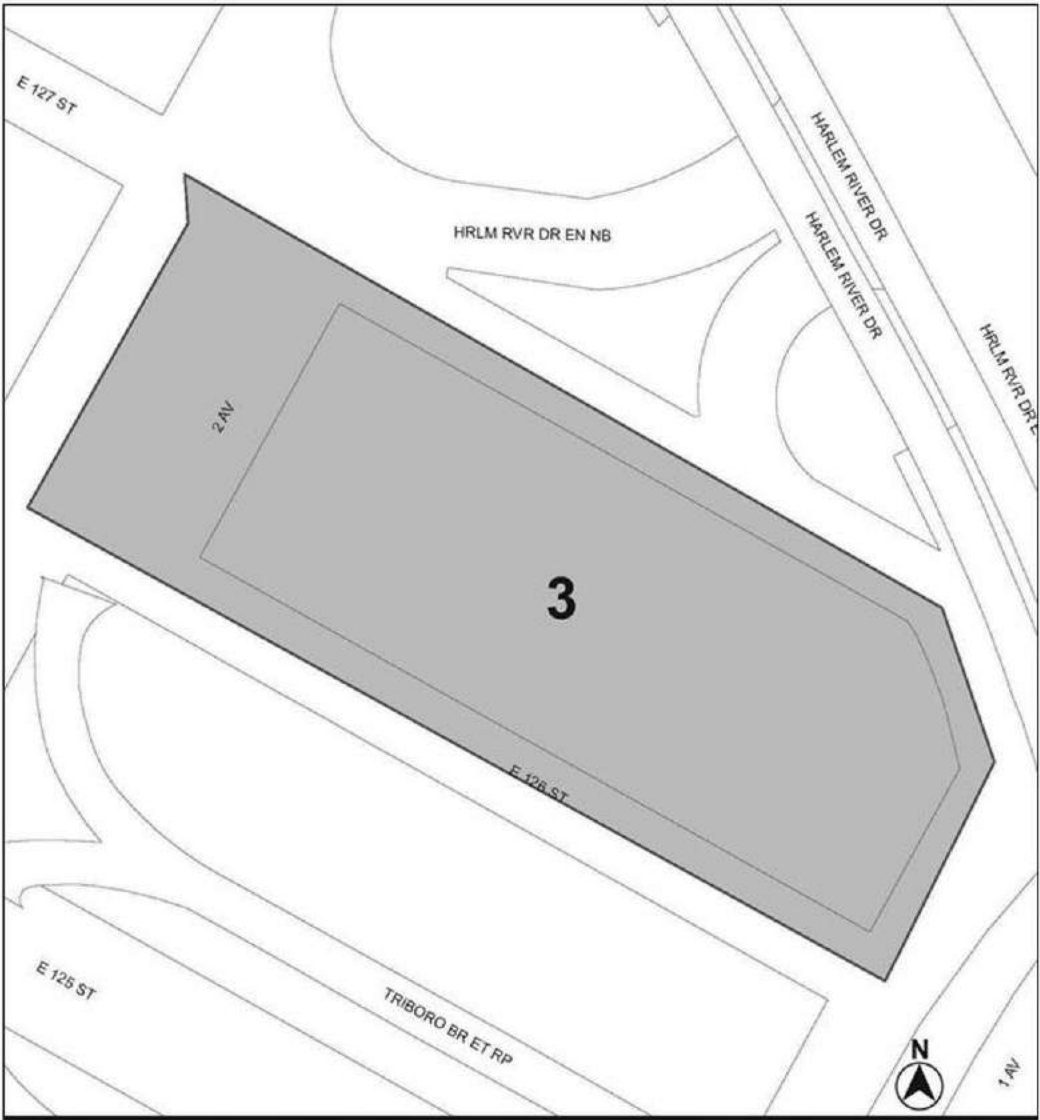 E 127 ST
HARLEM RIVER DR
HRLM RVR DR EN NB
HARLEM RIVER DR
HRLM RVR DR E
2 AV
3
E 126 ST
E 125 ST
TRIBORO BR ET RP
N
1 AV